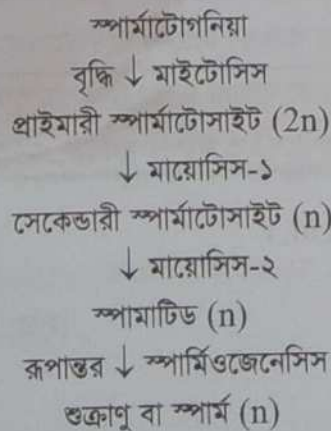 স্পার্মাটোগনিয়া
বৃদ্ধি ↓ মাইটোসিস
প্রাইমারী স্পার্মাটোসাইট (2n)
↓ মায়োসিস-১
সেকেন্ডারী স্পার্মাটোসাইট (n)
↓ মায়োসিস-২
স্পামাটিড (n)
রূপান্তর ↓ স্পার্মিওজেনেসিস
শুক্রাণু বা স্পার্ম (n)